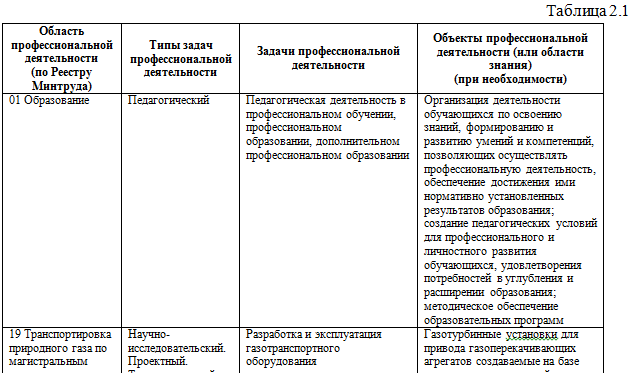 Таблица 2.1
Область
профессиональной
деятельности
(по Реестру
Минтруда)
Типы задач
профессиональной
деятельности
Задачи профессиональной
деятельности
Объекты профессиональной
деятельности (или области
знания)
(при необходимости)
01 Образование
Педагогический
Педагогическая деятельность в
профессиональном обучении,
профессиональном
образовании, дополнительном
профессиональном образовании
Организация деятельности
обучающихся по освоению
знаний, формированию и
развитию умений и компетенций,
позволяющих осуществлять
профессиональную деятельность,
обеспечение достижения ими
нормативно установленных
результатов образования;
создание педагогических условий
для профессионального и
личностного развития
обучающихся, удовлетворения
потребностей в углубления и
расширении образования;
методическое обеспечение
образовательных программ
19 Транспортировка
природного газа по
магистральным
Научно-
исследовательский.
Проектный.
Разработка и эксплуатация
газотранспортного
оборудования
Газотурбинные установки для
привода газоперекачивающих
агрегатов создаваемые на базе